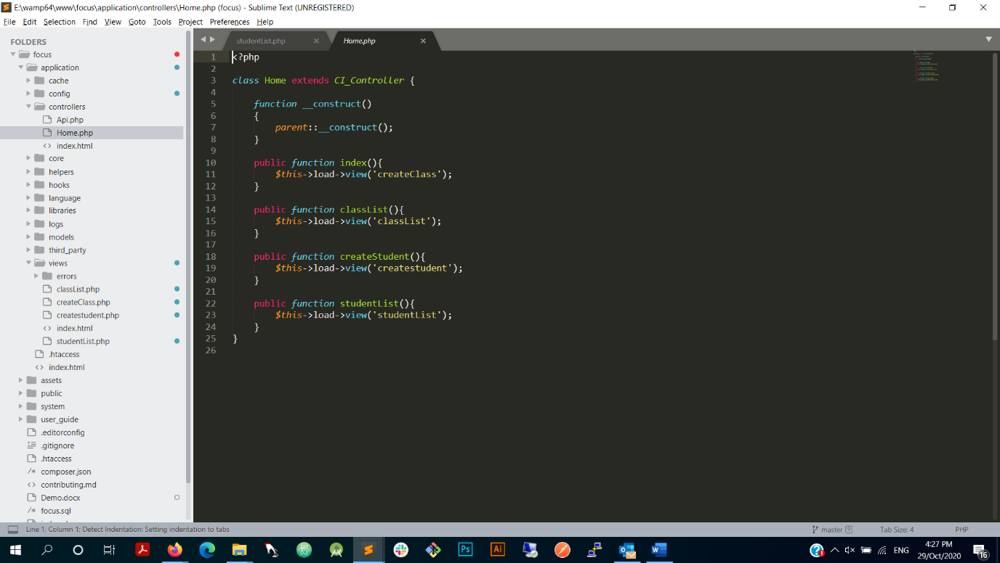 E:\wamp64\www\focus\application\controllers\Home.php (focus) - Sublime Text (UNREGISTERED)
File Edit Selection Find View Goto Tools Project Preferences Help
FOLDERS
focus
application
cache
config
controllers
Api.php
Home.php
index.html
core
helpers
hooks
language
libraries
logs
models
third_party
views
errors
classList.php
createClass.php
createstudent.php
index.html
studentList.php
.htaccess
index.html
assets
public
system
user_guide
.editorconfig
.gitignore
.htaccess
composer.json
contributing.md
Demo.docx
focus.sql
studentList.php
Home.php
1 <?php
2
3 class Home extends CI_Controller {
4
5 function __construct()
6 {
7 parent::__construct();
8 }
9
10 public function index(){
11 $this->load->view('createClass');
12 }
13
14 public function classList(){
15 $this->load->view('classList');
16 }
17
18 public function createStudent(){
19 $this->load->view('createstudent');
20 }
21
22 public function studentList(){
23 $this->load->view('studentList');
24 }
25 }
26
Line 1, Column 1; Detect Indentation: Setting indentation to tabs
master 9
Tab Size: 4
PHP
Ps
Ai
ENG
4:27 PM
29/Oct/2020
16